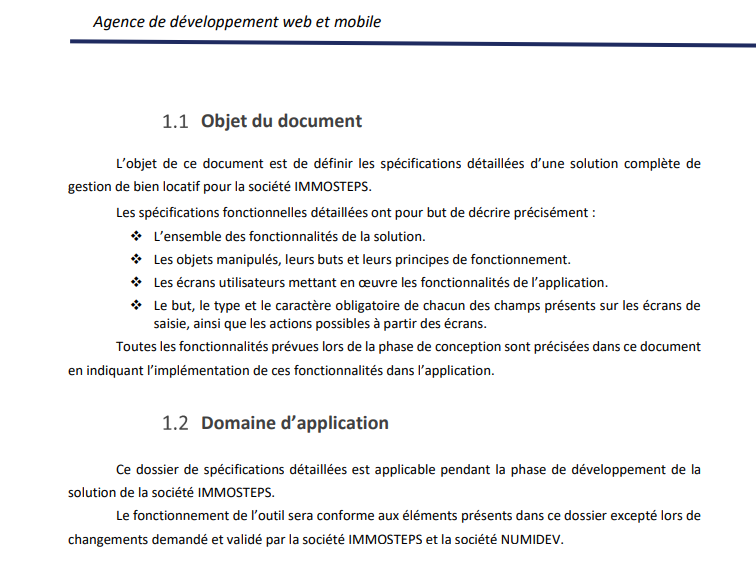 Agence de développement web et mobile
1.1 Objet du document
L’objet de ce document est de définir les spécifications détaillées d’une solution complète de
gestion de bien locatif pour la société IMMOSTEPS.
Les spécifications fonctionnelles détaillées ont pour but de décrire précisément :
❖ L’ensemble des fonctionnalités de la solution.
❖ Les objets manipulés, leurs buts et leurs principes de fonctionnement.
❖ Les écrans utilisateurs mettant en œuvre les fonctionnalités de l’application.
❖ Le but, le type et le caractère obligatoire de chacun des champs présents sur les écrans de
saisie, ainsi que les actions possibles à partir des écrans.
Toutes les fonctionnalités prévues lors de la phase de conception sont précisées dans ce document
en indiquant l’implémentation de ces fonctionnalités dans l’application.
1.2 Domaine d’application
Ce dossier de spécifications détaillées est applicable pendant la phase de développement de la
solution de la société IMMOSTEPS.
Le fonctionnement de l’outil sera conforme aux éléments présents dans ce dossier excepté lors de
changements demandé et validé par la société IMMOSTEPS et la société NUMIDEV.